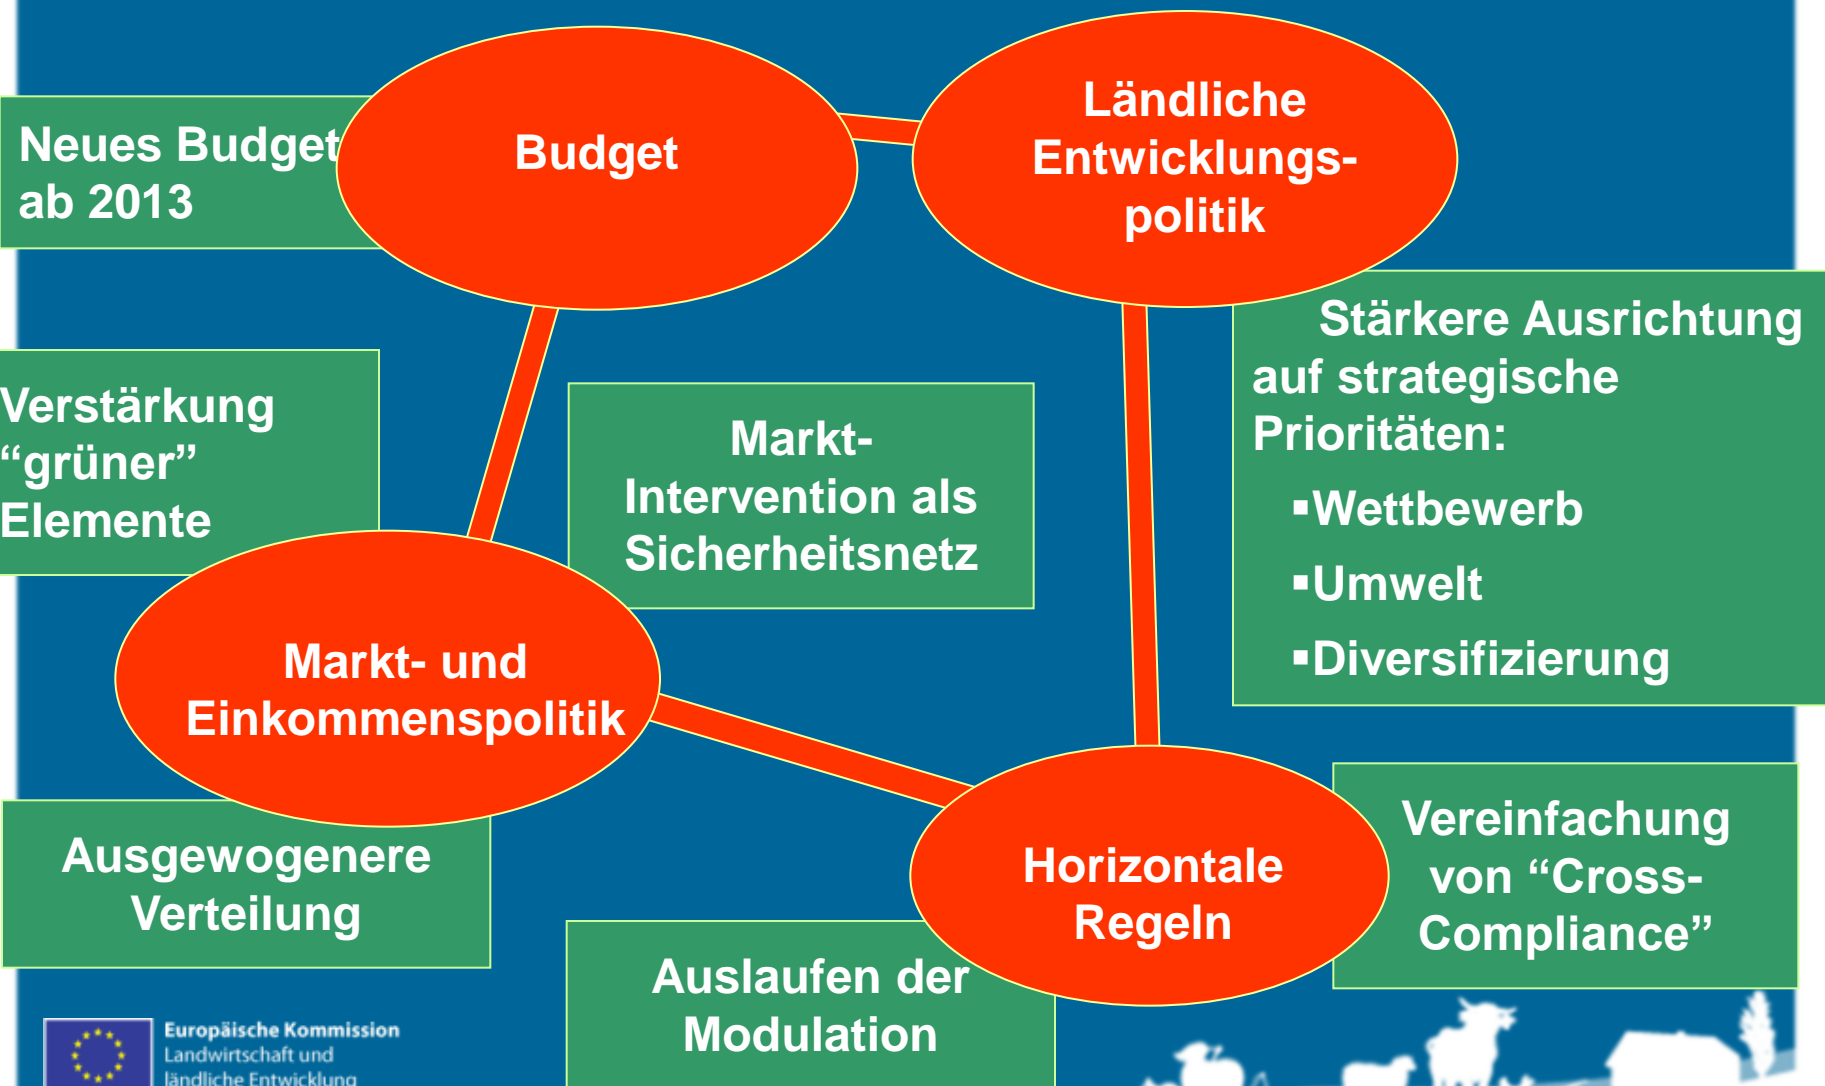 Neues Budget
ab 2013
Budget
Ländliche
Entwicklungs-
politik
Stärkere Ausrichtung
auf strategische
Prioritäten:
▪Wettbewerb
▪Umwelt
▪Diversifizierung
Verstärkung
“grüner”
Elemente
Markt-
Intervention als
Sicherheitsnetz
Markt- und
Einkommenspolitik
Ausgewogenere
Verteilung
Horizontale
Regeln
Vereinfachung
von “Cross-
Compliance”
Auslaufen der
Modulation
Europäische Kommission
Landwirtschaft und
ländliche Entwicklung